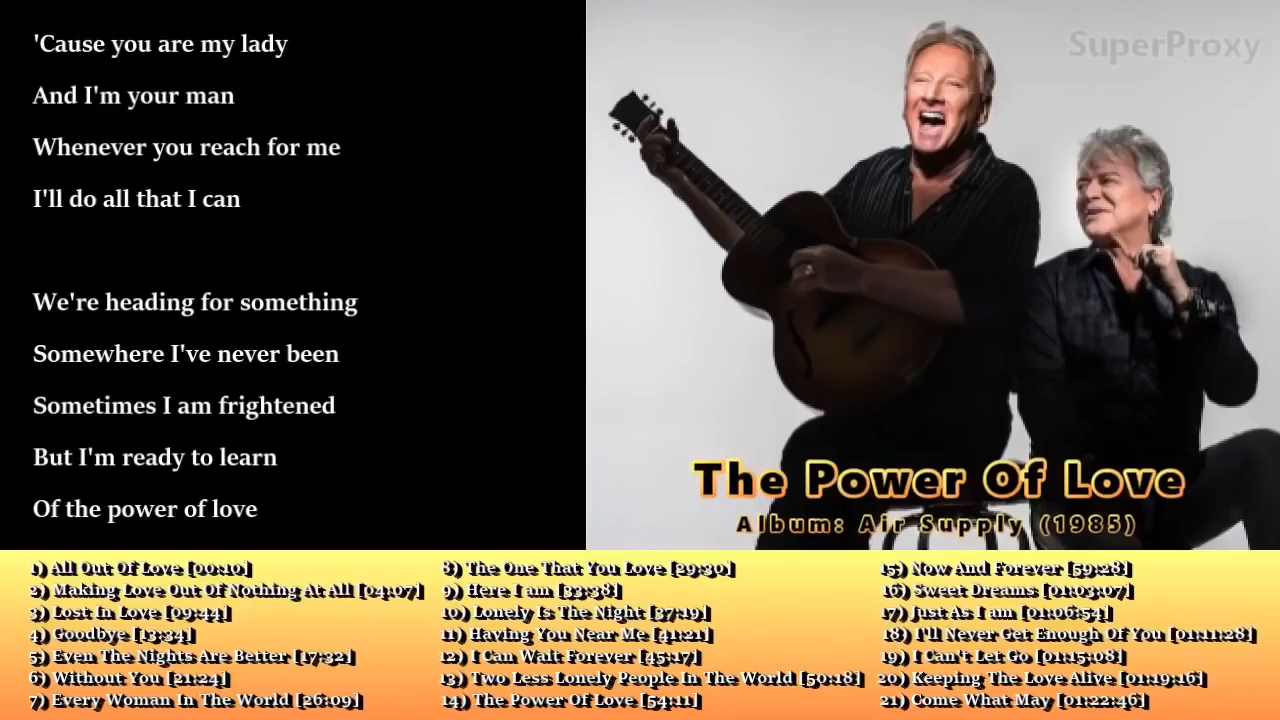 'Cause you are my lady
And I'm your man
Whenever you reach for me
I'll do all that I can
We're heading for something
Somewhere I've never been
Sometimes I am frightened
But I'm ready to learn
Of the power of love
SuperProxy
The Power Of Love
Album: Air Supply (1985)
1) All Out Of Love [00:10]
2) Making Love Out Of Nothing At All [04:07]
3) Lost In Love [09:44]
4) Goodbye [13:34]
5) Even The Nights Are Better [17:32]
6) Without You [21:24]
7) Every Woman In The World [26:09]
8) The One That You Love [29:30]
9) Here I am [33:38]
10) Lonely Is The Night [37:19]
11) Having You Near Me [41:21]
12) I Can Wait Forever [45:17]
13) Two Less Lonely People In The World [50:18]
14) The Power Of Love [54:11]
15) Now And Forever [59:28]
16) Sweet Dreams [01:03:07]
17) Just As I am [01:06:54]
18) I'll Never Get Enough Of You [01:11:28]
19) I Can't Let Go [01:15:08]
20) Keeping The Love Alive [01:19:16]
21) Come What May [01:22:46]